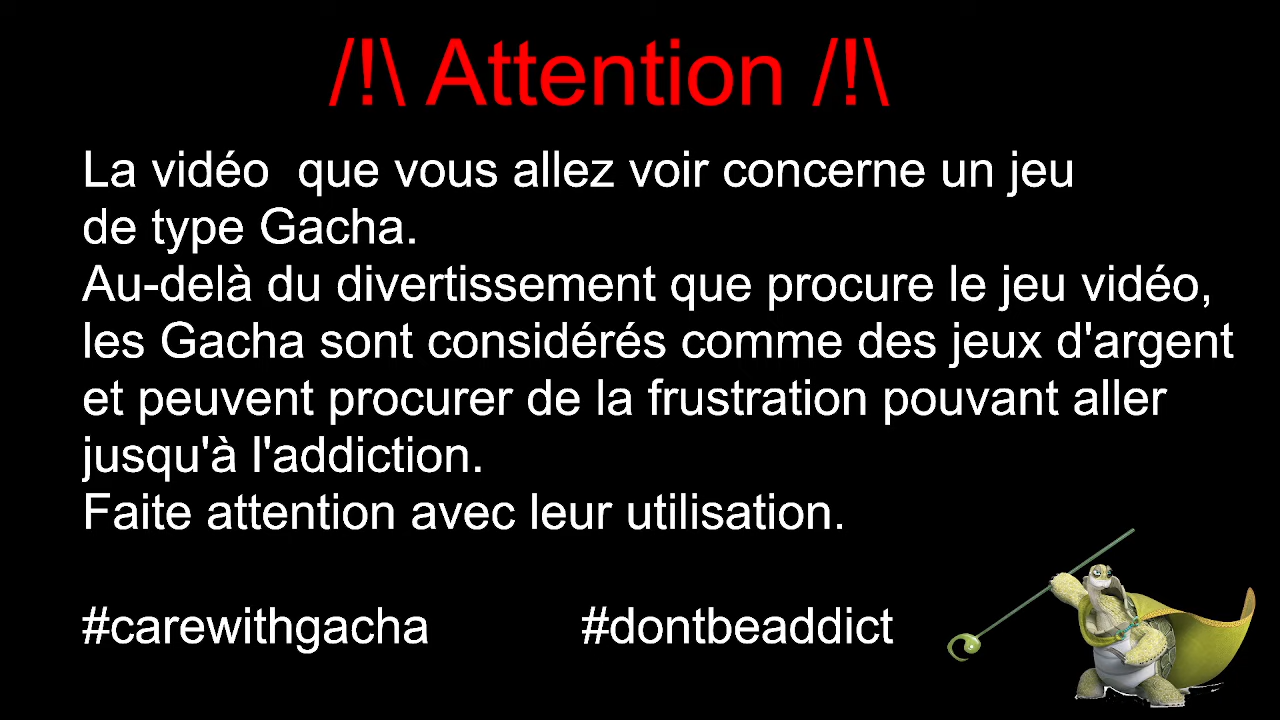 /!\ Attention /!\
La vidéo  que vous allez voir concerne un jeu
de type Gacha.
Au-delà du divertissement que procure le jeu vidéo,
les Gacha sont considérés comme des jeux d'argent
et peuvent procurer de la frustration pouvant aller
jusqu'à l'addiction.
Faite attention avec leur utilisation.
#carewithgacha #dontbeaddict